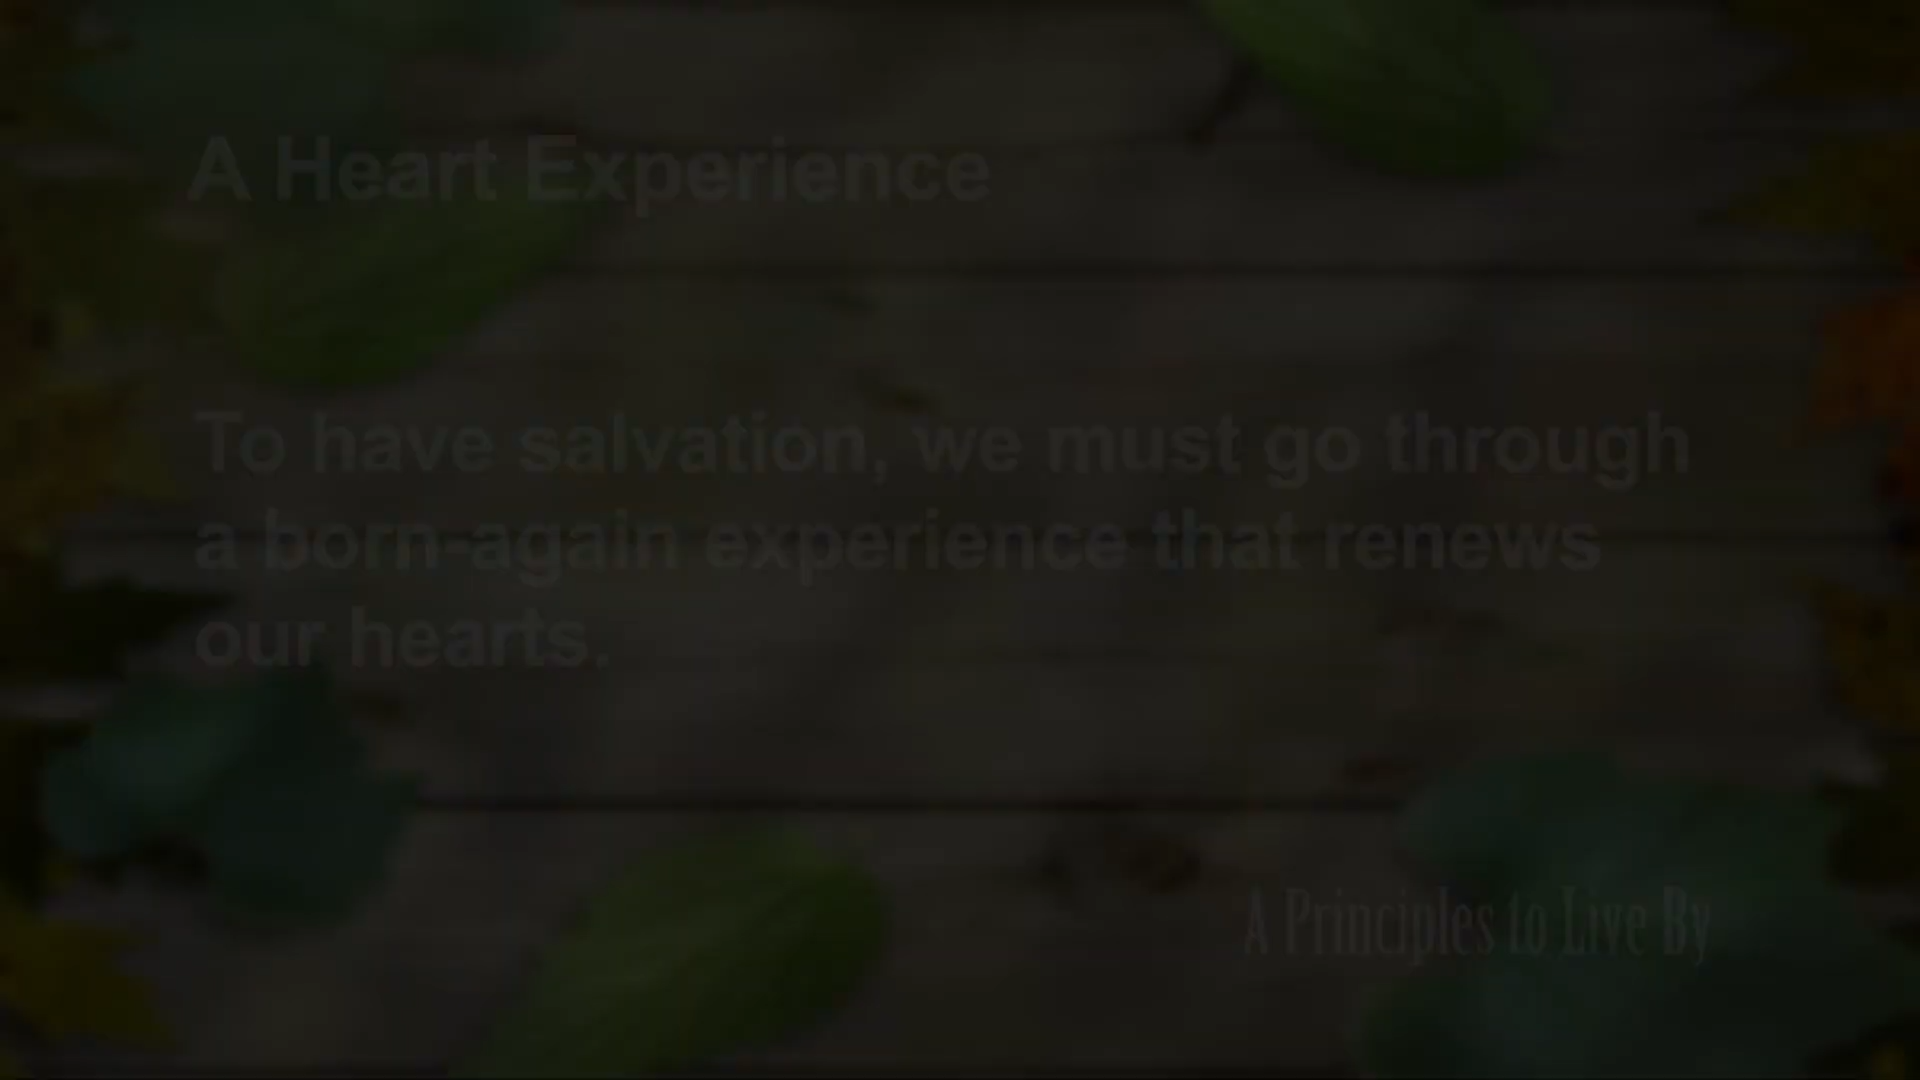 A Heart Experience
To have salvation, we must go through
a born-again experience that renews
our hearts.
A Principles to Live By